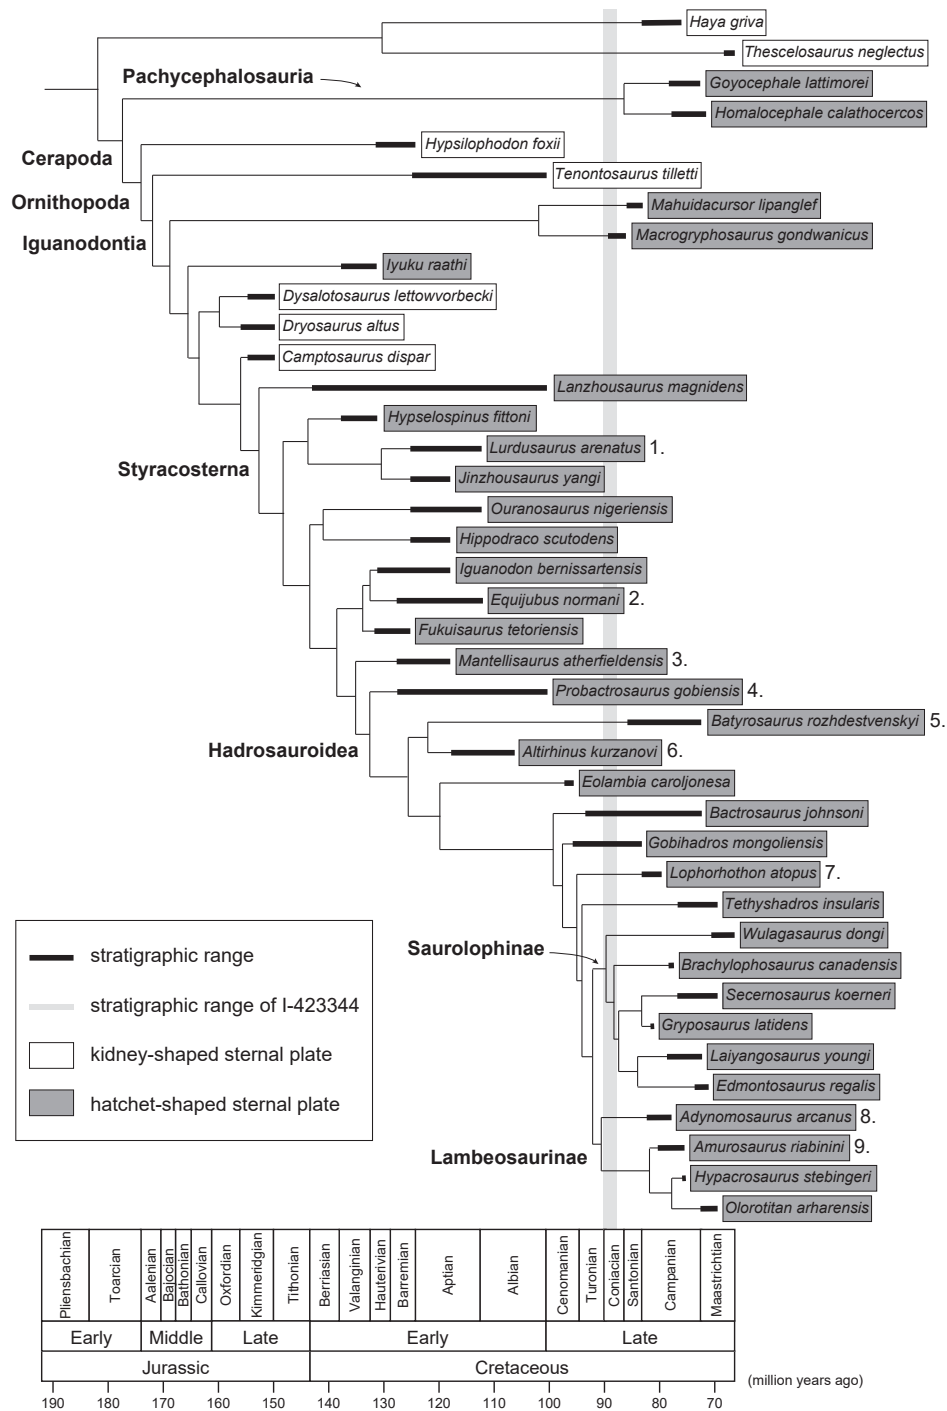 Haya griva
Thescelosaurus neglectus
Pachycephalosauria
Goyocephale lattimorei
Homalocephale calathocercos
Hypsilophodon foxii
Cerapoda
Tenontosaurus tilletti
Ornithopoda
Mahuidacursor lipanglef
Macrogryphosaurus gondwanicus
Iguanodontia
Iyuku raathi
Dysalotosaurus lettowvorbecki
Dryosaurus altus
Camptosaurus dispar
Lanzhousaurus magnidens
Hypselospinus fittoni
Lurdusaurus arenatus 1.
Styracosterna
Jinzhousaurus yangi
Ouranosaurus nigeriensis
Hippodraco scutodens
Iguanodon bernissartensis
Equijubus normani 2.
Fukuisaurus tetoriensis
Mantellisaurus atherfieldensis 3.
Probactrosaurus gobiensis 4.
Batyrosaurus rozhdestvenskyi 5.
Hadrosauroidea
Altirhinus kurzanovi 6.
Eolambia caroljonesa
Bactrosaurus johnsoni
Gobihadros mongoliensis
Lophorhothon atopus 7.
Tethyshadros insularis
Wulagasaurus dongi
Saurolophinae
Brachylophosaurus canadensis
Secernosaurus koerneri
Gryposaurus latidens
Laiyangosaurus youngi
Edmontosaurus regalis
Adynomosaurus arcanus 8.
Amurosaurus riabinini 9.
Lambeosaurinae
Hypacrosaurus stebingeri
Olorotitan arharensis
stratigraphic range
stratigraphic range of I-423344
kidney-shaped sternal plate
hatchet-shaped sternal plate
Pliensbachian
Toarcian
Aalenian
Bajocian
Bathonian
Callovian
Oxfordian
Kimmeridgian
Tithonian
Berriasian
Valanginian
Hauterivian
Barremian
Aptian
Albian
Cenomanian
Turonian
Coniacian
Santonian
Campanian
Maastrichtian
Early Middle Late Early Late
Jurassic Cretaceous
190 180 170 160 150 140 130 120 110 100 90 80 70 (million years ago)